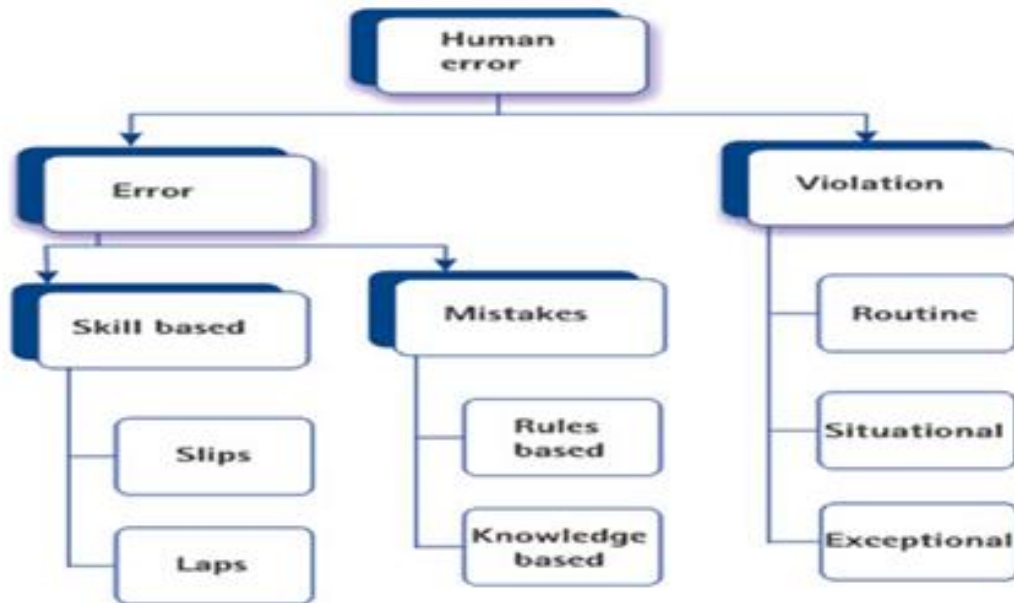 Human
error
Error
Violation
Skill based
Mistakes
Routine
Slips
Rules
based
Situational
Laps
Knowledge
based
Exceptional